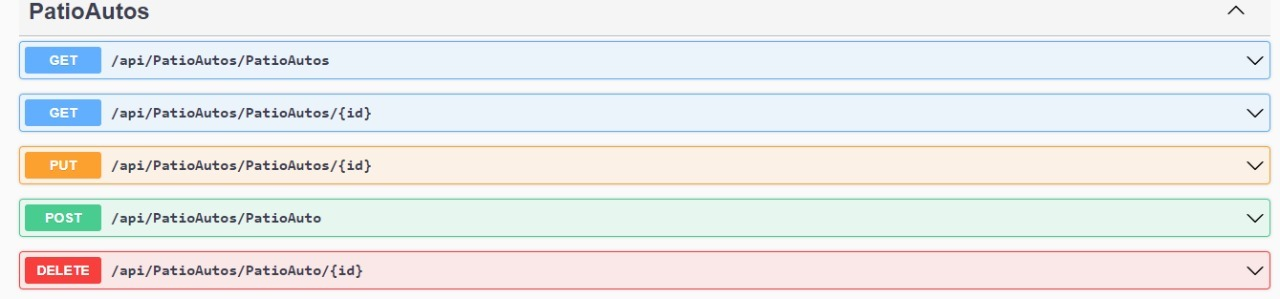 PatioAutos
GET /api/PatioAutos/PatioAutos
GET /api/PatioAutos/PatioAutos/{id}
PUT /api/PatioAutos/PatioAutos/{id}
POST /api/PatioAutos/PatioAuto
DELETE /api/PatioAutos/PatioAuto/{id}